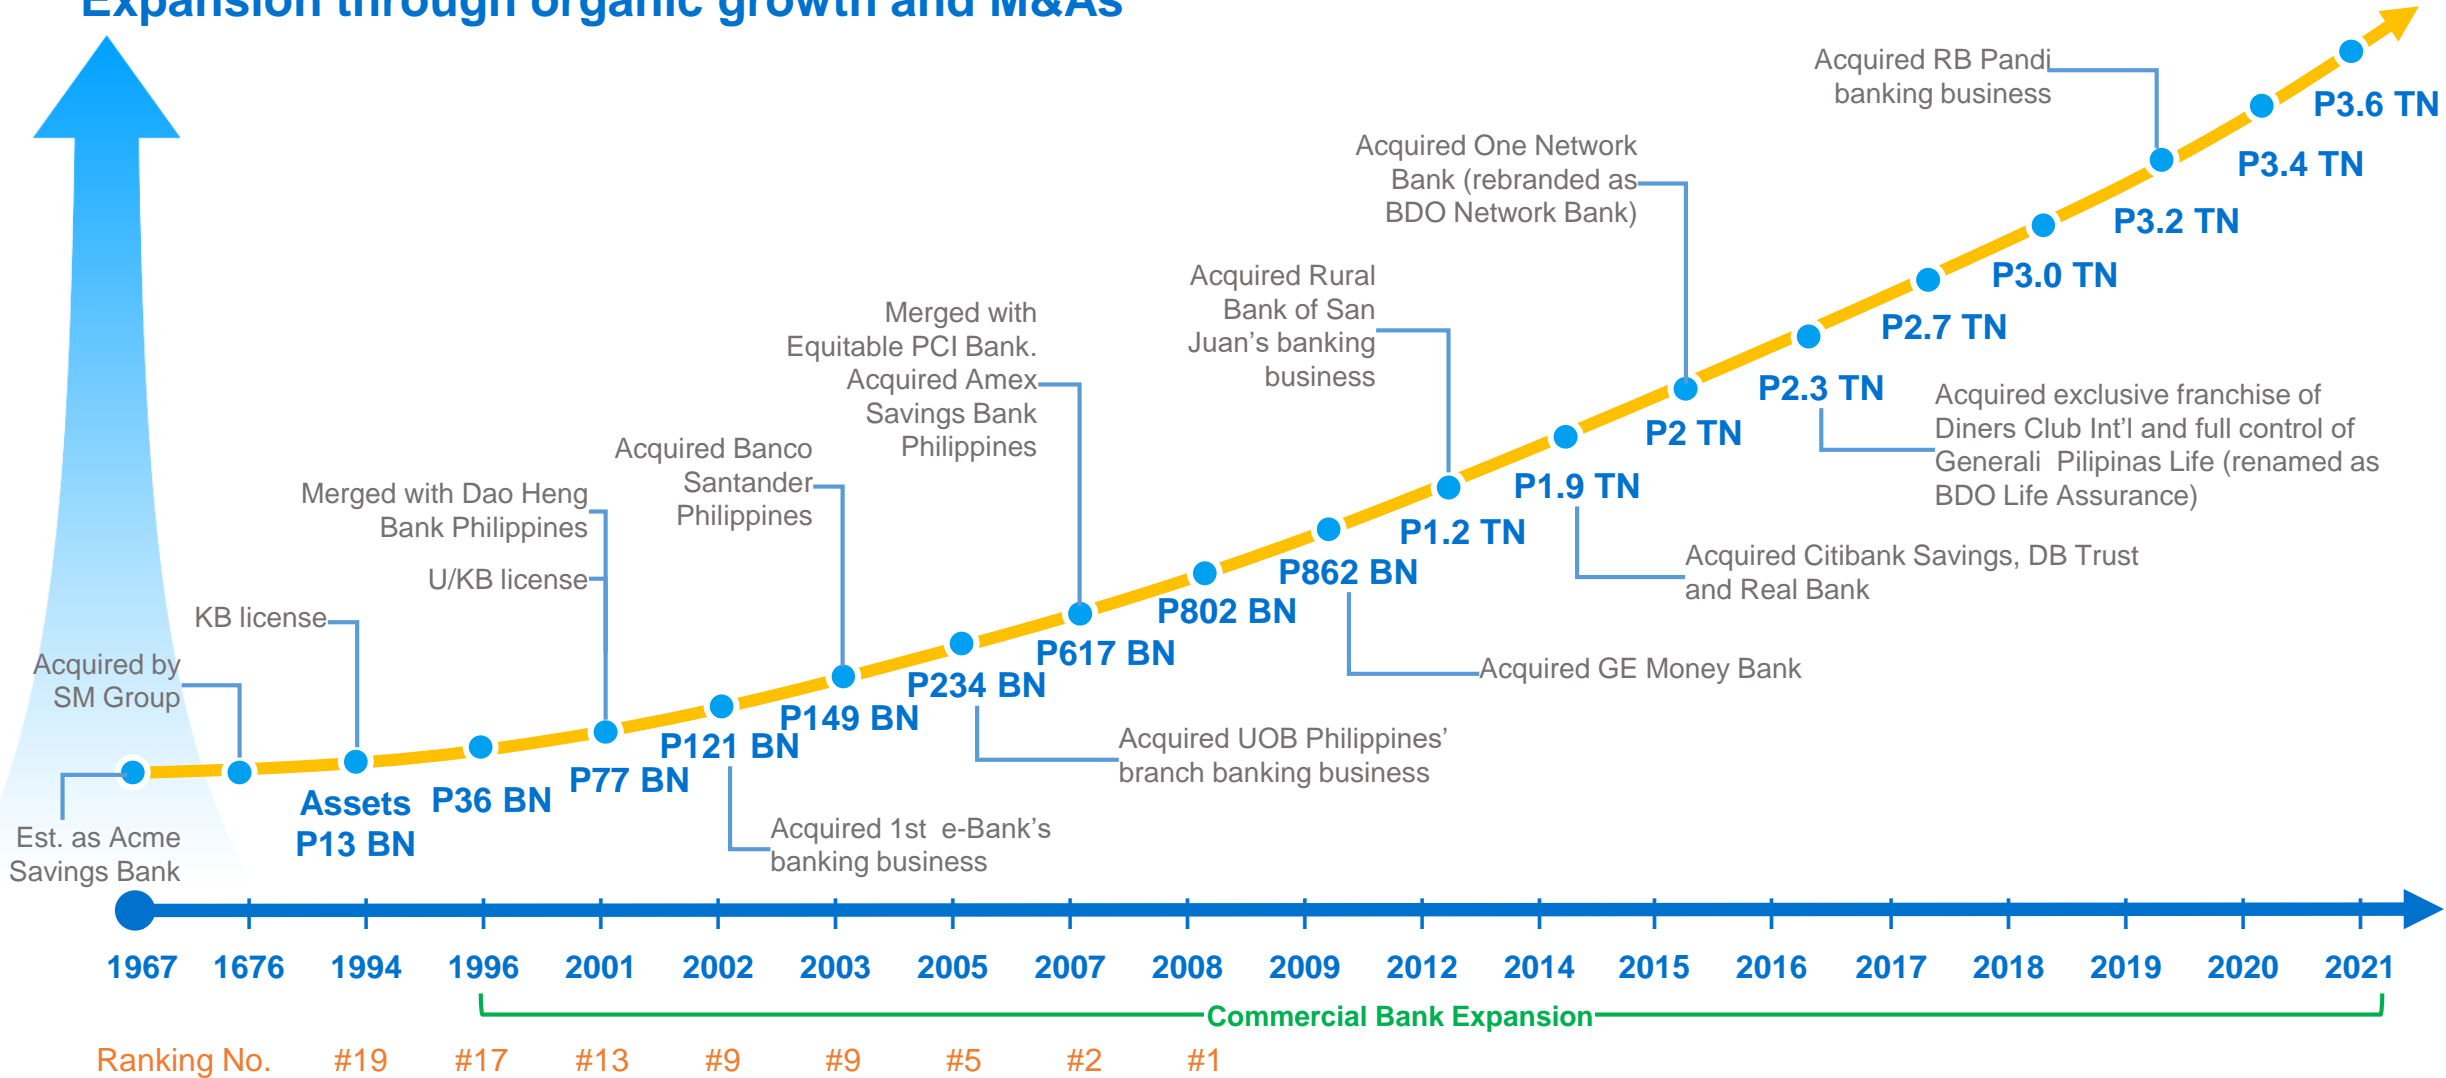 Expansion through organic growth and M&As
Acquired RB Pandi
banking business
P3.6 TN
Acquired One Network
Bank (rebranded as
BDO Network Bank)
P3.4 TN
P3.2 TN
Acquired Rural
Bank of San
Juan’s banking
business
P3.0 TN
Merged with
Equitable PCI Bank.
Acquired Amex
Savings Bank
Philippines
P2.7 TN
P2.3 TN
Acquired exclusive franchise of
Diners Club Int’l and full control of
Generali  Pilipinas Life (renamed as
BDO Life Assurance)
P2 TN
Acquired Banco
Santander
Philippines
P1.9 TN
Merged with Dao Heng
Bank Philippines
P1.2 TN
Acquired Citibank Savings, DB Trust
and Real Bank
U/KB license
P862 BN
P802 BN
KB license
P617 BN
Acquired GE Money Bank
Acquired by
SM Group
P234 BN
P149 BN
Acquired UOB Philippines’
branch banking business
P121 BN
P77 BN
P36 BN
Assets
P13 BN
Est. as Acme
Savings Bank
Acquired 1st  e-Bank’s
banking business
1967 1676 1994 1996 2001 2002 2003 2005 2007 2008 2009 2012 2014 2015 2016 2017 2018 2019 2020 2021
Commercial Bank Expansion
Ranking No. #19 #17 #13 #9 #9 #5 #2 #1